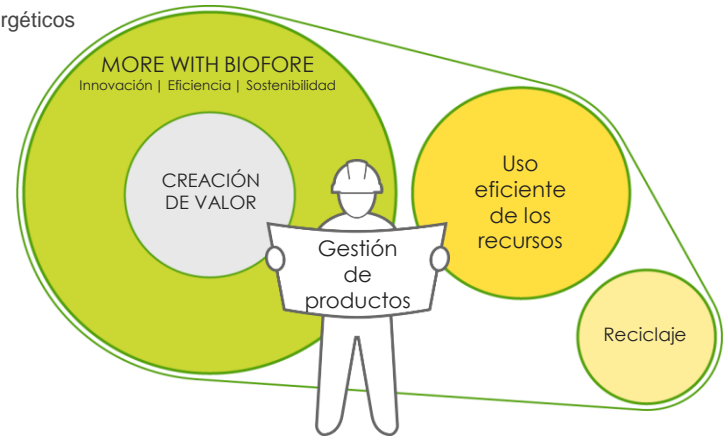 rgéticos
MORE WITH BIOFORE
Innovación | Eficiencia | Sostenibilidad
CREACIÓN
DE VALOR
Gestión
de
productos
Uso
eficiente
de los
recursos
Reciclaje